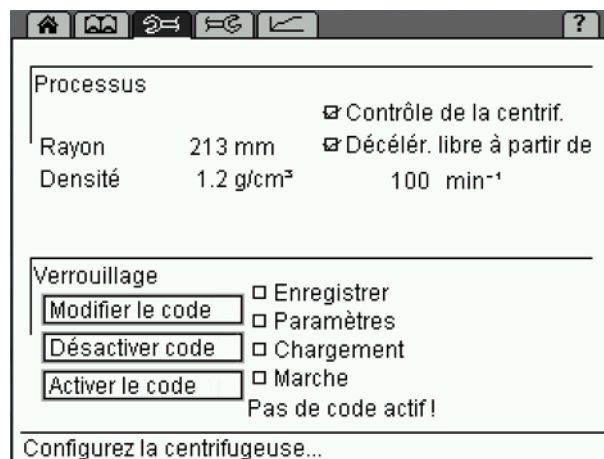 ?
Processus
Contrôle de la centrif.
Rayon 213 mm Décélér. libre à partir de
Densité 1.2 g/cm³ 100 min⁻¹
Verrouillage
Enregistrer
Modifier le code
Paramètres
Désactiver code Chargement
Activer le code Marche
Pas de code actif!
Configurez la centrifugeuse...